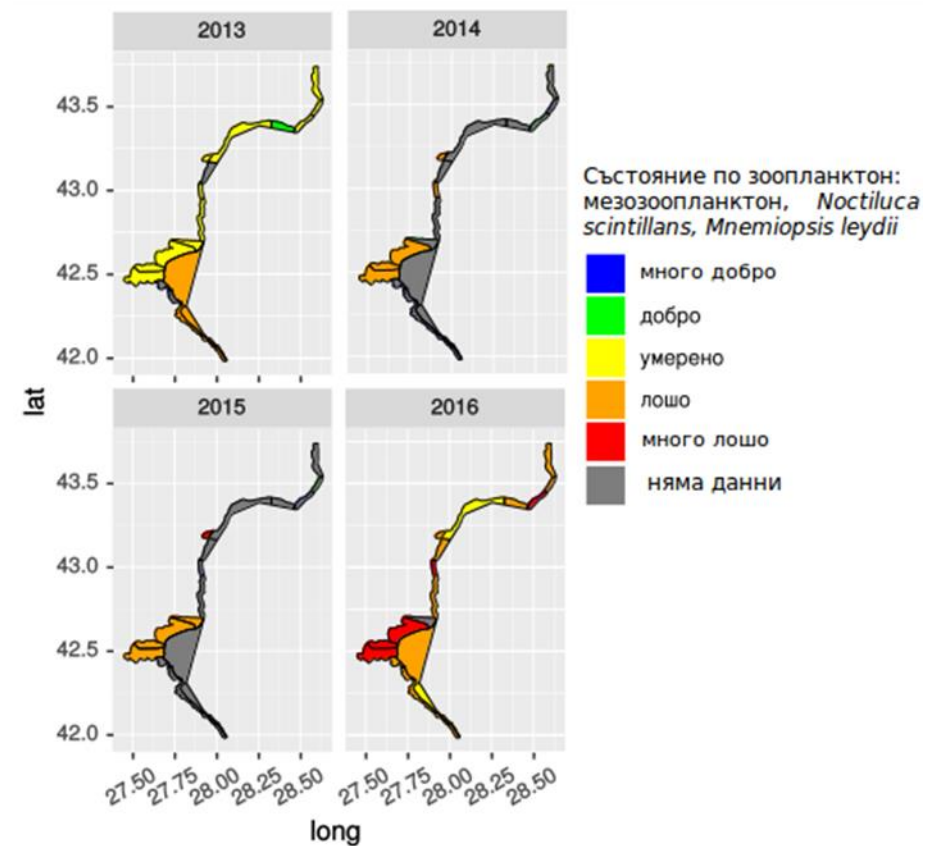 2013
2014
43.5
43.0
42.5
42.0
lat
2015
2016
43.5
43.0
42.5
42.0
27.50 27.75 28.00 28.25 28.50
27.50 27.75 28.00 28.25 28.50
long
Състояние по зоопланктон:
мезозоопланктон, Noctiluca
scintillans, Mnemiopsis leydii
много добро
добро
умерено
лошо
много лошо
няма данни